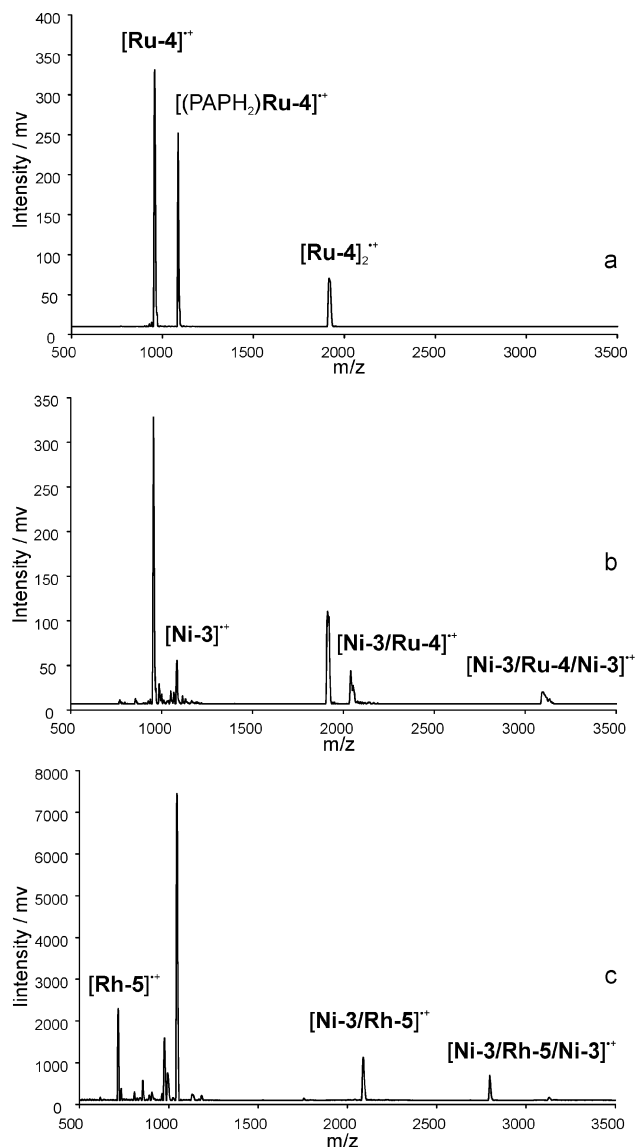 400
350
300
250
200
150
100
50
0
Intensity / mv
[Ru-4]•+
[(PAPH2)Ru-4]•+
[Ru-4]2•+
a
500 1000 1500 2000 2500 3000 3500
m/z
350
300
250
200
150
100
50
0
Intensity / mv
b
[Ni-3]•+
[Ni-3/Ru-4]•+
[Ni-3/Ru-4/Ni-3]•+
500 1000 1500 2000 2500 3000 3500
m/z
8000
7000
6000
5000
4000
3000
2000
1000
0
Iintensity / mv
c
[Rh-5]•+
[Ni-3/Rh-5]•+
[Ni-3/Rh-5/Ni-3]•+
500 1000 1500 2000 2500 3000 3500
m/z